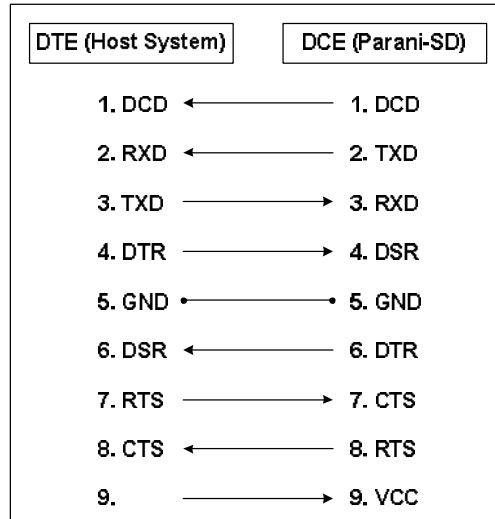 DTE (Host System) DCE (Parani-SD)
1. DCD 1. DCD
2. RXD 2. TXD
3. TXD 3. RXD
4. DTR 4. DSR
5. GND 5. GND
6. DSR 6. DTR
7. RTS 7. CTS
8. CTS 8. RTS
9. 9. VCC